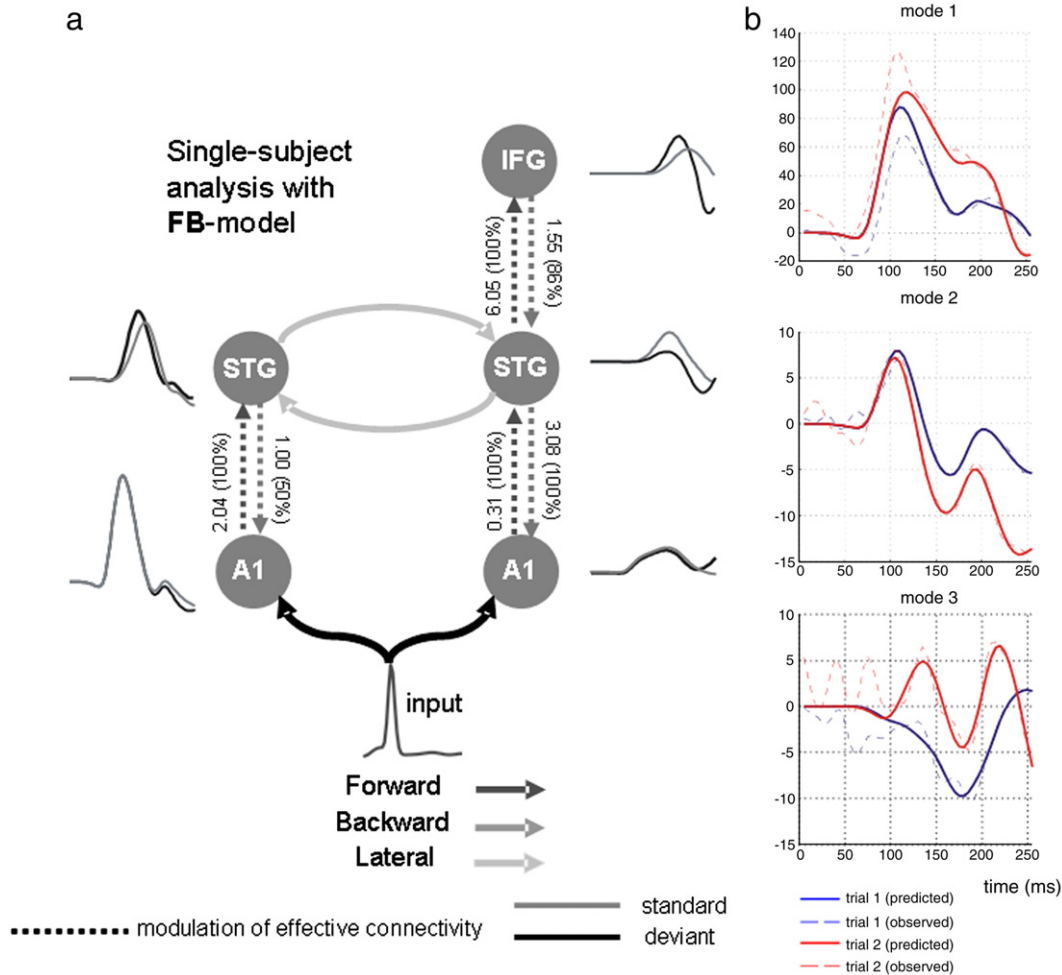 a
Single-subject
analysis with
FB-model
IFG
6.05 (100%)
1.55 (86%)
STG
STG
2.04 (100%)
1.00 (50%)
0.31 (100%)
3.08 (100%)
A1
A1
input
Forward
Backward
Lateral
modulation of effective connectivity
standard
deviant
b
mode 1
140
120
100
80
60
40
20
0
-20
0 50 100 150 200 250
mode 2
10
5
0
-5
-10
-15
0 50 100 150 200 250
mode 3
10
5
0
-5
-10
-15
0 50 100 150 200 250
time (ms)
trial 1 (predicted)
trial 1 (observed)
trial 2 (predicted)
trial 2 (observed)